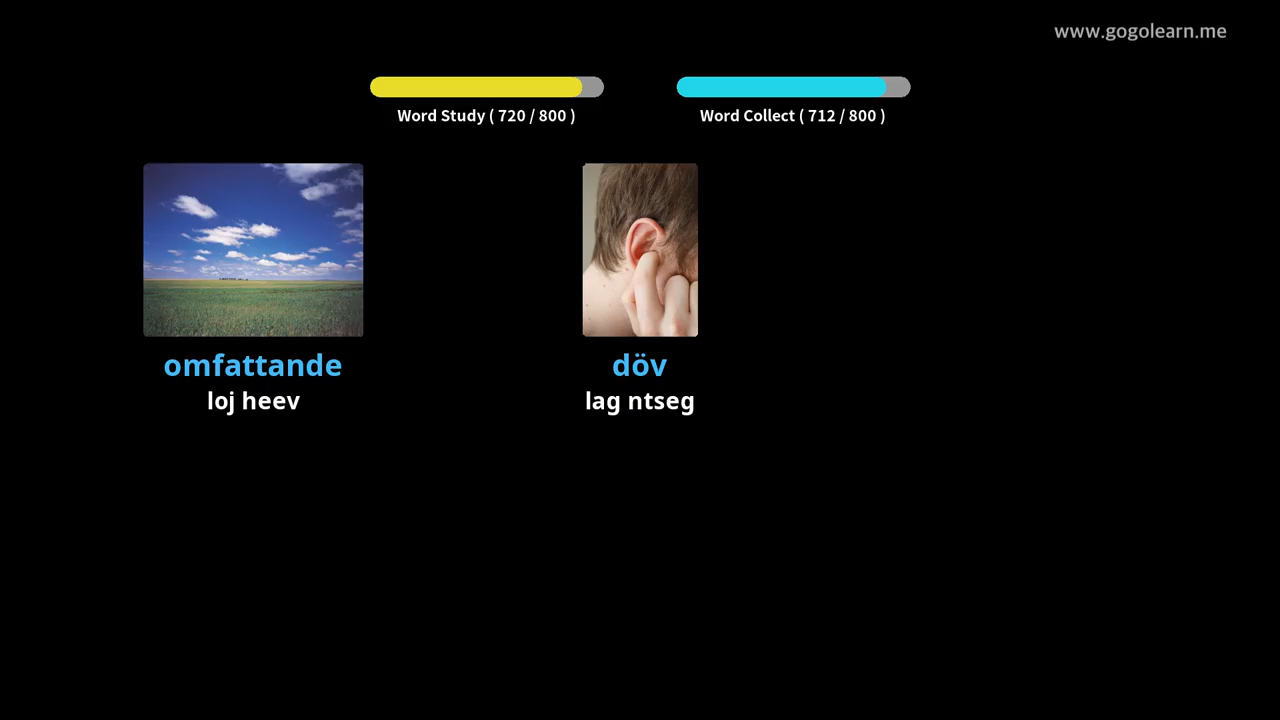 www.gogolearn.me
Word Study ( 720 / 800 )
Word Collect ( 712 / 800 )
omfattande
loj heev
döv
lag ntseg